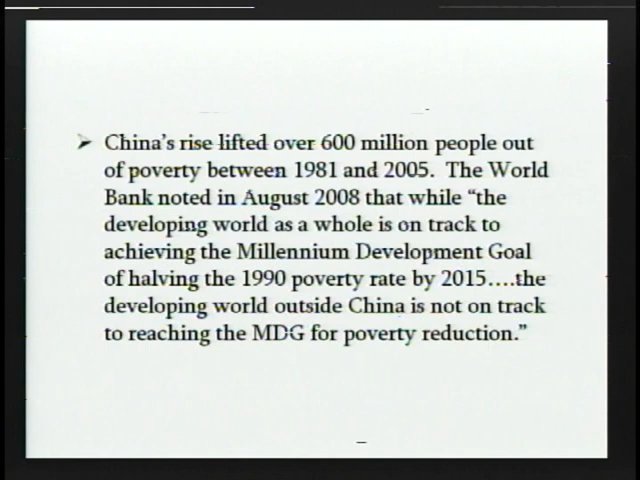 ➢ China's rise lifted over 600 million people out
of poverty between 1981 and 2005.  The World
Bank noted in August 2008 that while “the
developing world as a whole is on track to
achieving the Millennium Development Goal
of halving the 1990 poverty rate by 2015….the
developing world outside China is not on track
to reaching the MDG for poverty reduction.”